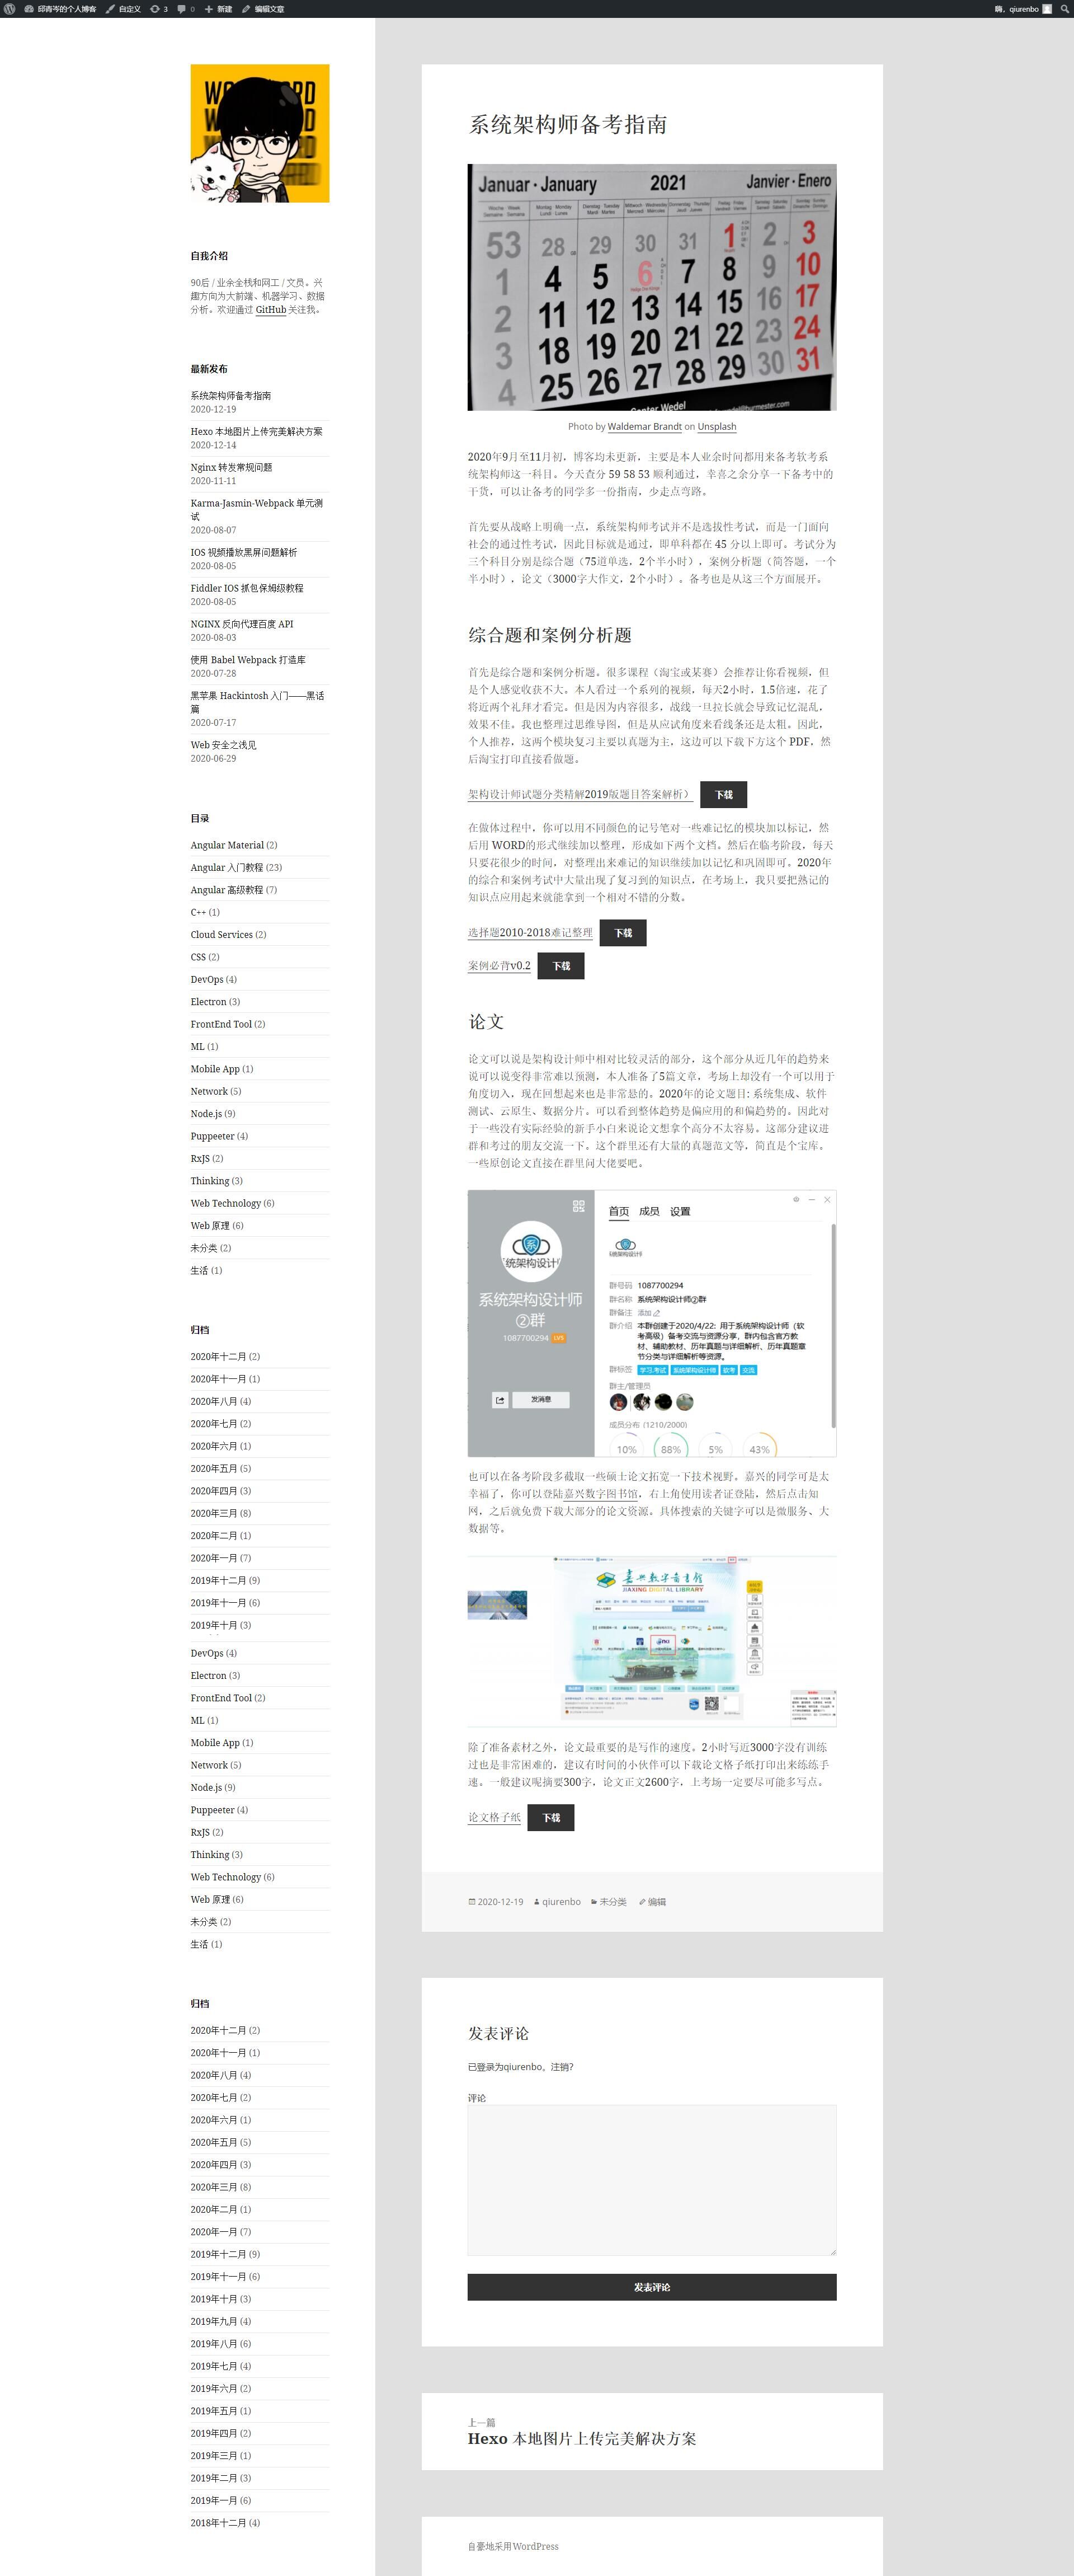 邱青岑的个人博客 自定义 3 0 新建 编辑文章 嗨，qiurenbo
自我介绍
90后 / 业余全栈和网工 / 文员。兴
趣方向为大前端、机器学习、数据
分析。欢迎通过 GitHub 关注我。
最新发布
系统架构师备考指南
2020-12-19
Hexo 本地图片上传完美解决方案
2020-12-14
Nginx 转发常规问题
2020-11-11
Karma-Jasmin-Webpack 单元测
试
2020-08-07
IOS 视频播放黑屏问题解析
2020-08-05
Fiddler IOS 抓包保姆级教程
2020-08-05
NGINX 反向代理百度 API
2020-08-03
使用 Babel Webpack 打造库
2020-07-28
黑苹果 Hackintosh 入门——黑话
篇
2020-07-17
Web 安全之浅见
2020-06-29
目录
Angular Material (2)
Angular 入门教程 (23)
Angular 高级教程 (7)
C++ (1)
Cloud Services (2)
CSS (2)
DevOps (4)
Electron (3)
FrontEnd Tool (2)
ML (1)
Mobile App (1)
Network (5)
Node.js (9)
Puppeeter (4)
RxJS (2)
Thinking (3)
Web Technology (6)
Web 原理 (6)
未分类 (2)
生活 (1)
归档
2020年十二月 (2)
2020年十一月 (1)
2020年八月 (4)
2020年七月 (2)
2020年六月 (1)
2020年五月 (5)
2020年四月 (3)
2020年三月 (8)
2020年二月 (1)
2020年一月 (7)
2019年十二月 (9)
2019年十一月 (6)
2019年十月 (3)
DevOps (4)
Electron (3)
FrontEnd Tool (2)
ML (1)
Mobile App (1)
Network (5)
Node.js (9)
Puppeeter (4)
RxJS (2)
Thinking (3)
Web Technology (6)
Web 原理 (6)
未分类 (2)
生活 (1)
归档
2020年十二月 (2)
2020年十一月 (1)
2020年八月 (4)
2020年七月 (2)
2020年六月 (1)
2020年五月 (5)
2020年四月 (3)
2020年三月 (8)
2020年二月 (1)
2020年一月 (7)
2019年十二月 (9)
2019年十一月 (6)
2019年十月 (3)
2019年九月 (4)
2019年八月 (6)
2019年七月 (4)
2019年六月 (2)
2019年五月 (1)
2019年四月 (2)
2019年三月 (1)
2019年二月 (3)
2019年一月 (6)
2018年十二月 (4)
系统架构师备考指南
Januar · January 2021 Janvier · Enero
53 28 29 30 31 1 2 3
1 4 5 6 7 8 9 10
2 11 12 13 14 15 16 17
3 18 19 20 21 22 23 24
4 25 26 27 28 29 30 31
Photo by Waldemar Brandt on Unsplash
2020年9月至11月初，博客均未更新，主要是本人业余时间都用来备考软考系
统架构师这一科目。今天查分 59 58 53 顺利通过，幸喜之余分享一下备考中的
干货，可以让备考的同学多一份指南，少走点弯路。
首先要从战略上明确一点，系统架构师考试并不是选拔性考试，而是一门面向
社会的通过性考试，因此目标就是通过，即单科都在 45 分以上即可。考试分为
三个科目分别是综合题（75道单选，2个半小时），案例分析题（简答题，一个
半小时），论文（3000字大作文，2个小时）。备考也是从这三个方面展开。
综合题和案例分析题
首先是综合题和案例分析题。很多课程（淘宝或某赛）会推荐让你看视频，但
是个人感觉收获不大。本人看过一个系列的视频，每天2小时，1.5倍速，花了
将近两个礼拜才看完。但是因为内容很多，战线一旦拉长就会导致记忆混乱，
效果不佳。我也整理过思维导图，但是从应试角度来看线条还是太粗。因此，
个人推荐，这两个模块复习主要以真题为主，这边可以下载下方这个 PDF，然
后淘宝打印直接看做题。
架构设计师试题分类精解2019版题目答案解析） 下载
在做体过程中，你可以用不同颜色的记号笔对一些难记忆的模块加以标记，然
后用 WORD的形式继续加以整理，形成如下两个文档。然后在临考阶段，每天
只要花很少的时间，对整理出来难记的知识继续加以记忆和巩固即可。2020年
的综合和案例考试中大量出现了复习到的知识点，在考场上，我只要把熟记的
知识点应用起来就能拿到一个相对不错的分数。
选择题2010-2018难记整理 下载
案例必背v0.2 下载
论文
论文可以说是架构设计师中相对比较灵活的部分，这个部分从近几年的趋势来
说可以说变得非常难以预测，本人准备了5篇文章，考场上却没有一个可以用于
角度切入，现在回想起来也是非常悬的。2020年的论文题目: 系统集成、软件
测试、云原生、数据分片。可以看到整体趋势是偏应用的和偏趋势的。因此对
于一些没有实际经验的新手小白来说论文想拿个高分不太容易。这部分建议进
群和考过的朋友交流一下。这个群里还有大量的真题范文等，简直是个宝库。
一些原创论文直接在群里问大佬要吧。
系统架构设计师
②群
1087700294 LV5
发消息
首页 成员 设置
群号码 1087700294
群名称 系统架构设计师②群
群备注 添加
群介绍 本群创建于2020/4/22: 用于系统架构设计师（软
考高级）备考交流与资源分享，群内包含官方教
材、辅助教材、历年真题与详细解析、历年真题章
节分类与详细解析等资源。
群标签 学习.考试 系统架构设计师 软考 交流
群主/管理员
成员分布 (1210/2000)
10% 88% 5% 43%
也可以在备考阶段多截取一些硕士论文拓宽一下技术视野。嘉兴的同学可是太
幸福了，你可以登陆嘉兴数字图书馆，右上角使用读者证登陆，然后点击知
网，之后就免费下载大部分的论文资源。具体搜索的关键字可以是微服务、大
数据等。
嘉兴数字图书馆
JIAXING DIGITAL LIBRARY
除了准备素材之外，论文最重要的是写作的速度。2小时写近3000字没有训练
过也是非常困难的，建议有时间的小伙伴可以下载论文格子纸打印出来练练手
速。一般建议呢摘要300字，论文正文2600字，上考场一定要尽可能多写点。
论文格子纸 下载
2020-12-19 qiurenbo 未分类 编辑
发表评论
已登录为qiurenbo。注销?
评论
发表评论
上一篇
Hexo 本地图片上传完美解决方案
自豪地采用WordPress